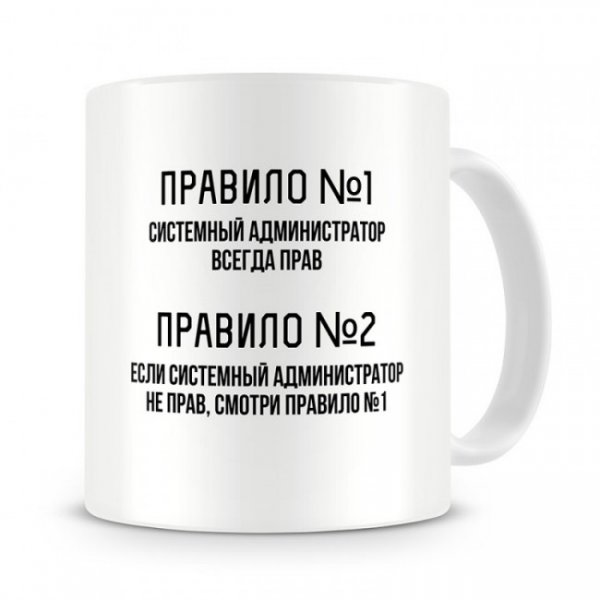 ПРАВИЛО №1
СИСТЕМНЫЙ АДМИНИСТРАТОР
ВСЕГДА ПРАВ
ПРАВИЛО №2
ЕСЛИ СИСТЕМНЫЙ АДМИНИСТРАТОР
НЕ ПРАВ, СМОТРИ ПРАВИЛО №1